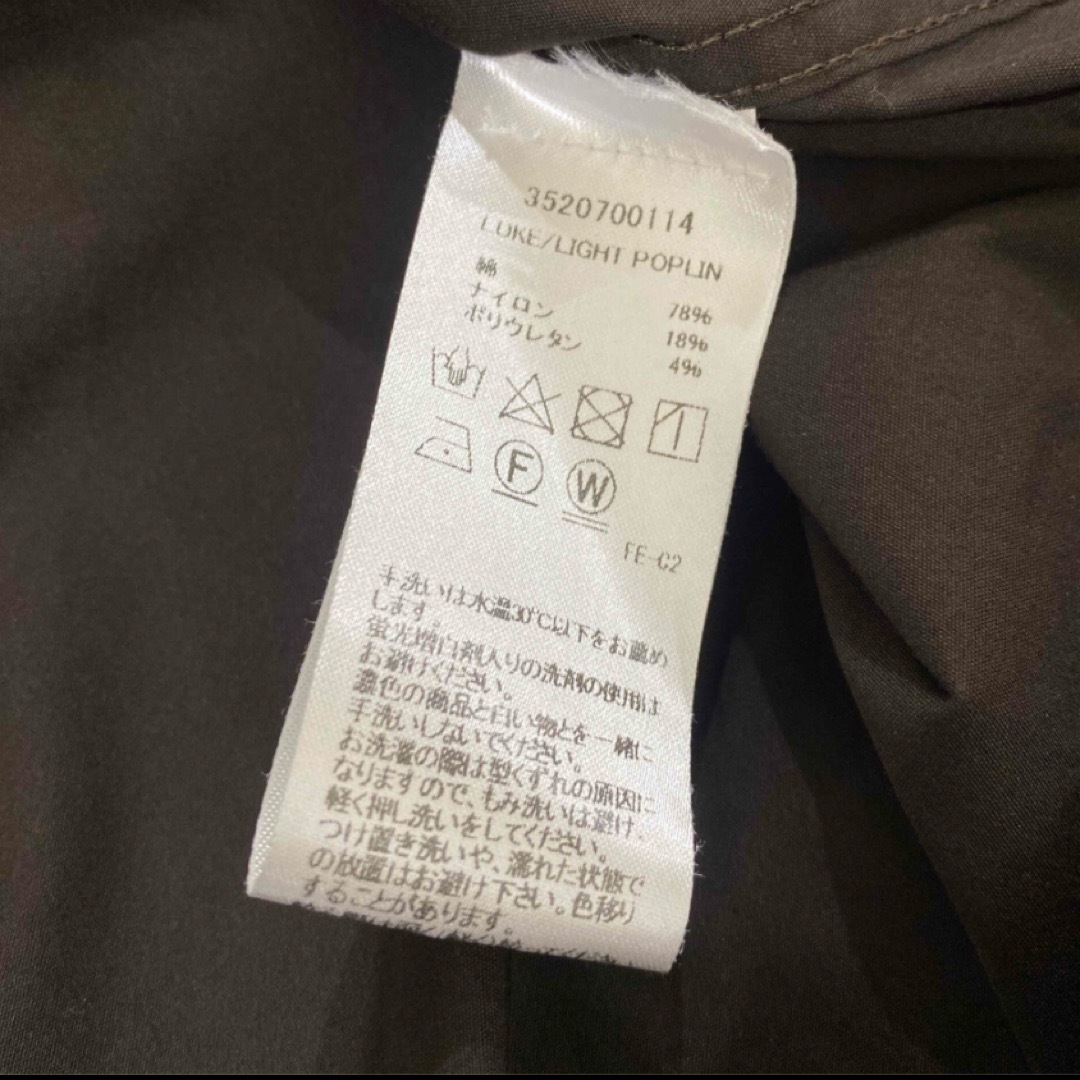 3520700114
LUKE/LIGHT POPLIN
綿 78%
ナイロン 18%
ポリウレタン 4%
F W
FE-C2
手洗いは水温30℃以下をお勧め
します。
蛍光増白剤入りの洗剤の使用は
お避けください。
濃色の商品と白い物とを一緒に
手洗いしないでください。
お洗濯の際は型くずれの原因に
なりますので、もみ洗いは避け、
軽く押し洗いをしてください。
つけ置き洗いや、濡れた状態で
の放置はお避け下さい。色移り
することがあります。